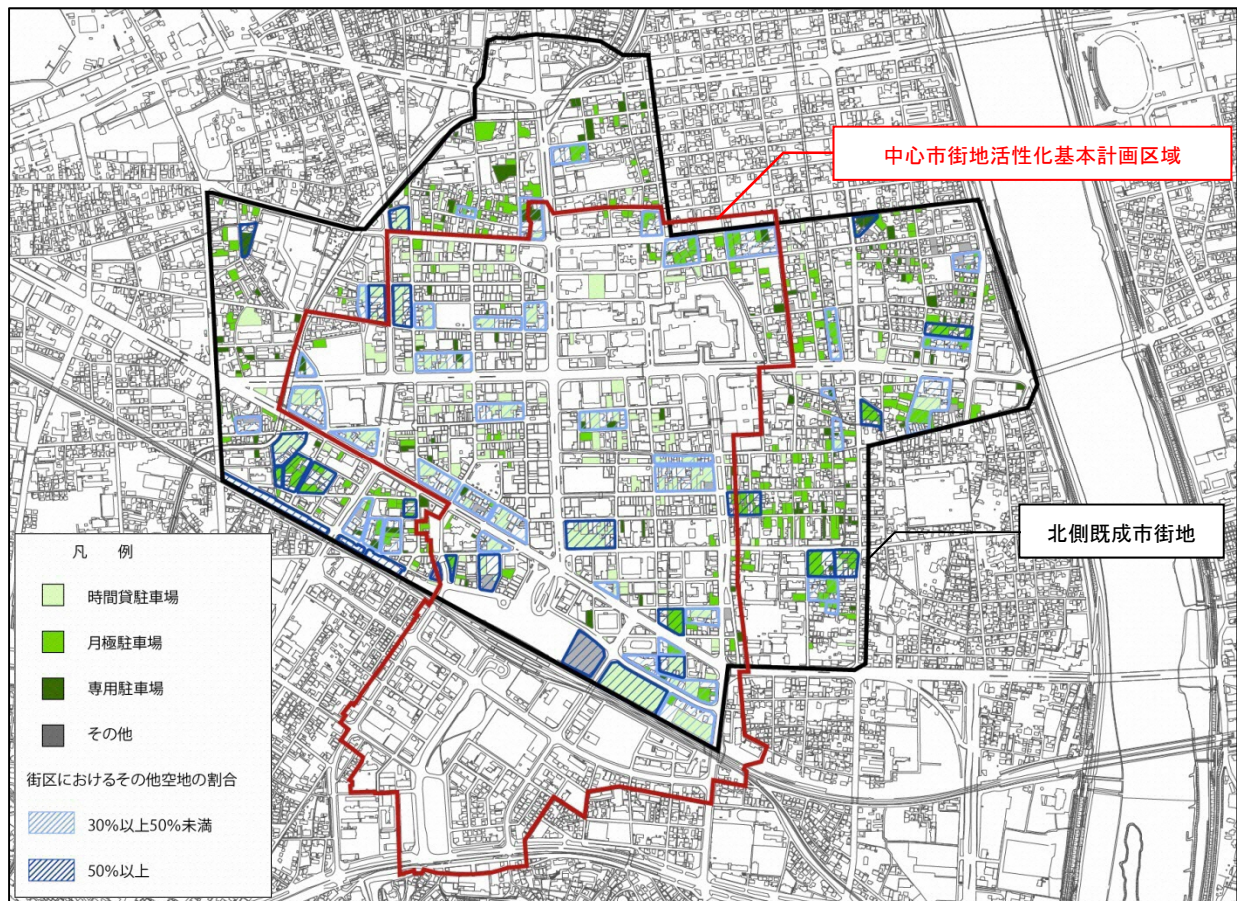 中心市街地活性化基本計画区域
北側既成市街地
凡　例
時間貸駐車場
月極駐車場
専用駐車場
その他
街区におけるその他空地の割合
30%以上50%未満
50%以上